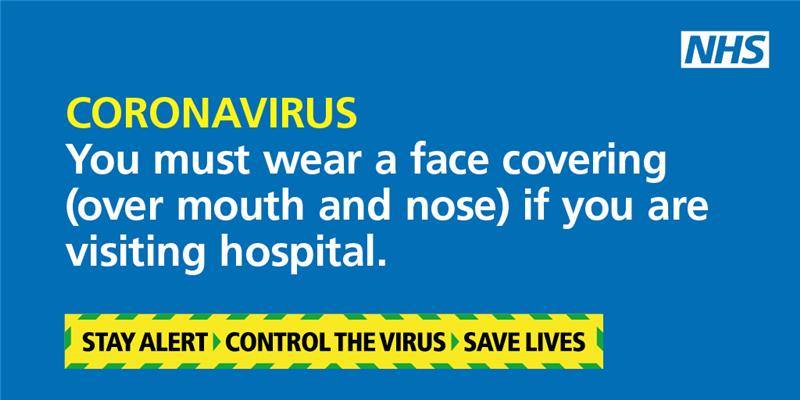 NHS
CORONAVIRUS
You must wear a face covering
(over mouth and nose) if you are
visiting hospital.
STAY ALERT CONTROL THE VIRUS SAVE LIVES